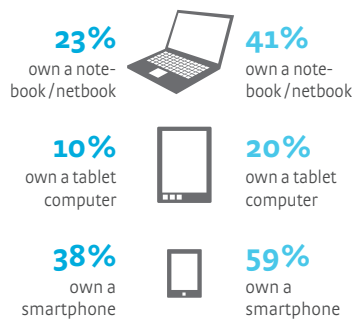 23%
own a note-
book/netbook
41%
own a note-
book/netbook
10%
own a tablet
computer
20%
own a tablet
computer
38%
own a
smartphone
59%
own a
smartphone